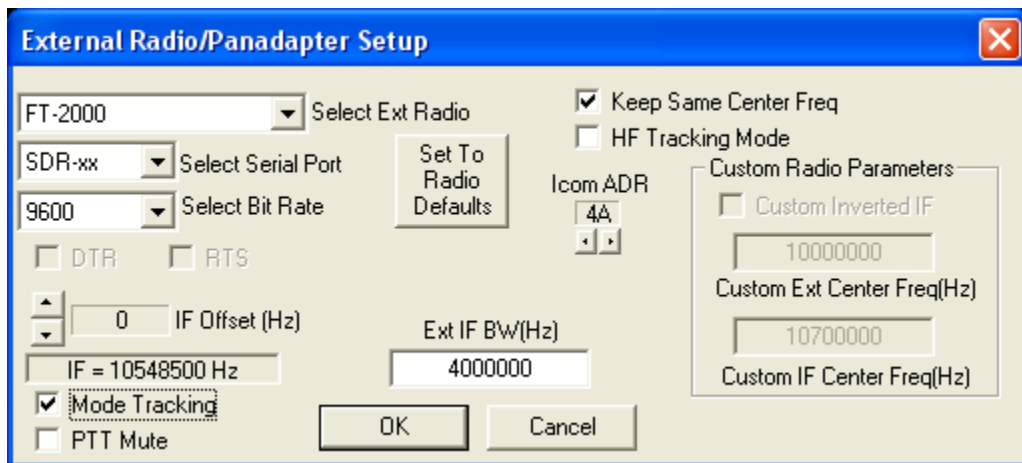 External Radio/Panadapter Setup
FT-2000
Select Ext Radio
SDR-xx
Select Serial Port
9600
Select Bit Rate
DTR
RTS
Set To
Radio
Defaults
Keep Same Center Freq
HF Tracking Mode
Icom ADR
4A
Custom Radio Parameters
Custom Inverted IF
10000000
Custom Ext Center Freq(Hz)
10700000
Custom IF Center Freq(Hz)
0
IF Offset (Hz)
IF = 10548500 Hz
Ext IF BW(Hz)
4000000
Mode Tracking
PTT Mute
OK
Cancel